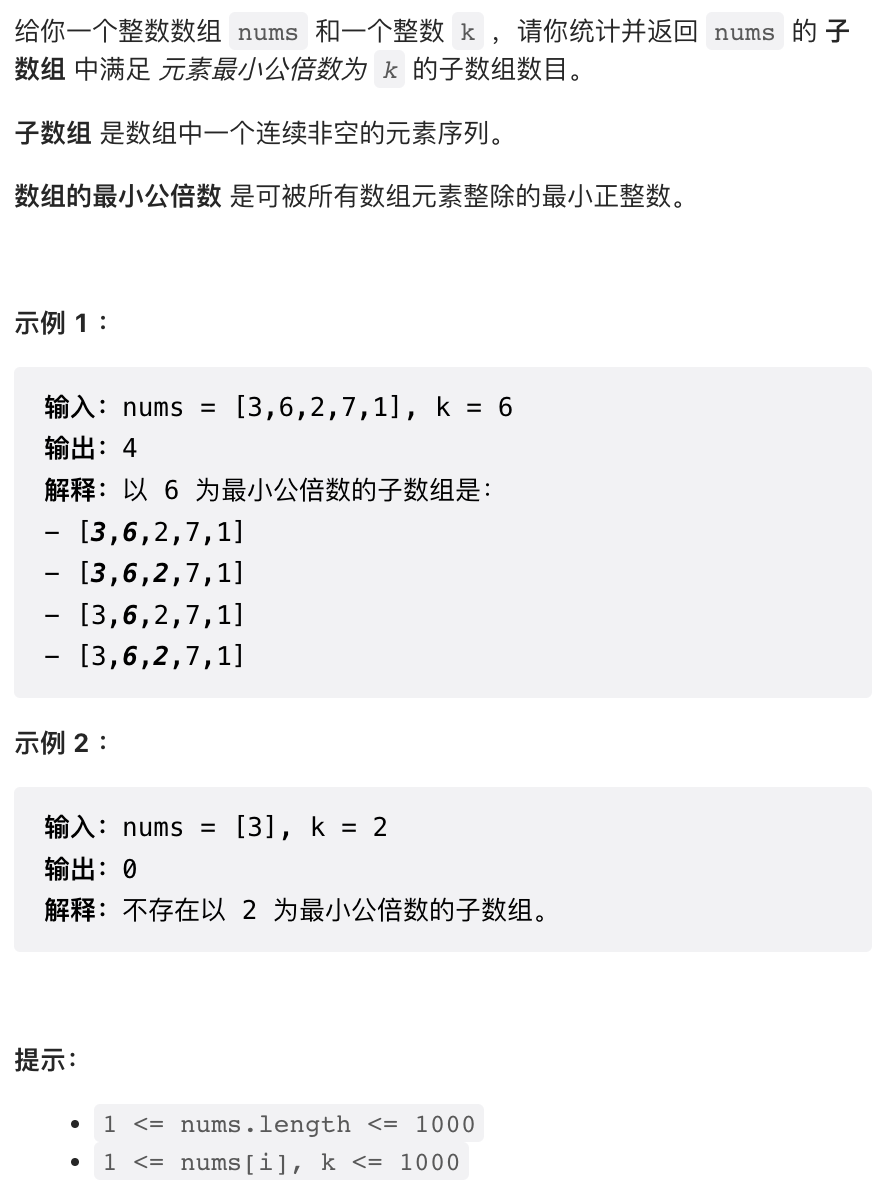 给你一个整数数组 nums 和一个整数 k ，请你统计并返回 nums 的 子
数组 中满足 元素最小公倍数为 k 的子数组数目。
子数组 是数组中一个连续非空的元素序列。
数组的最小公倍数 是可被所有数组元素整除的最小正整数。
示例 1：
输入：nums = [3,6,2,7,1], k = 6
输出：4
解释：以 6 为最小公倍数的子数组是：
- [3,6,2,7,1]
- [3,6,2,7,1]
- [3,6,2,7,1]
- [3,6,2,7,1]
示例 2：
输入：nums = [3], k = 2
输出：0
解释：不存在以 2 为最小公倍数的子数组。
提示：
• 1 <= nums.length <= 1000
• 1 <= nums[i], k <= 1000